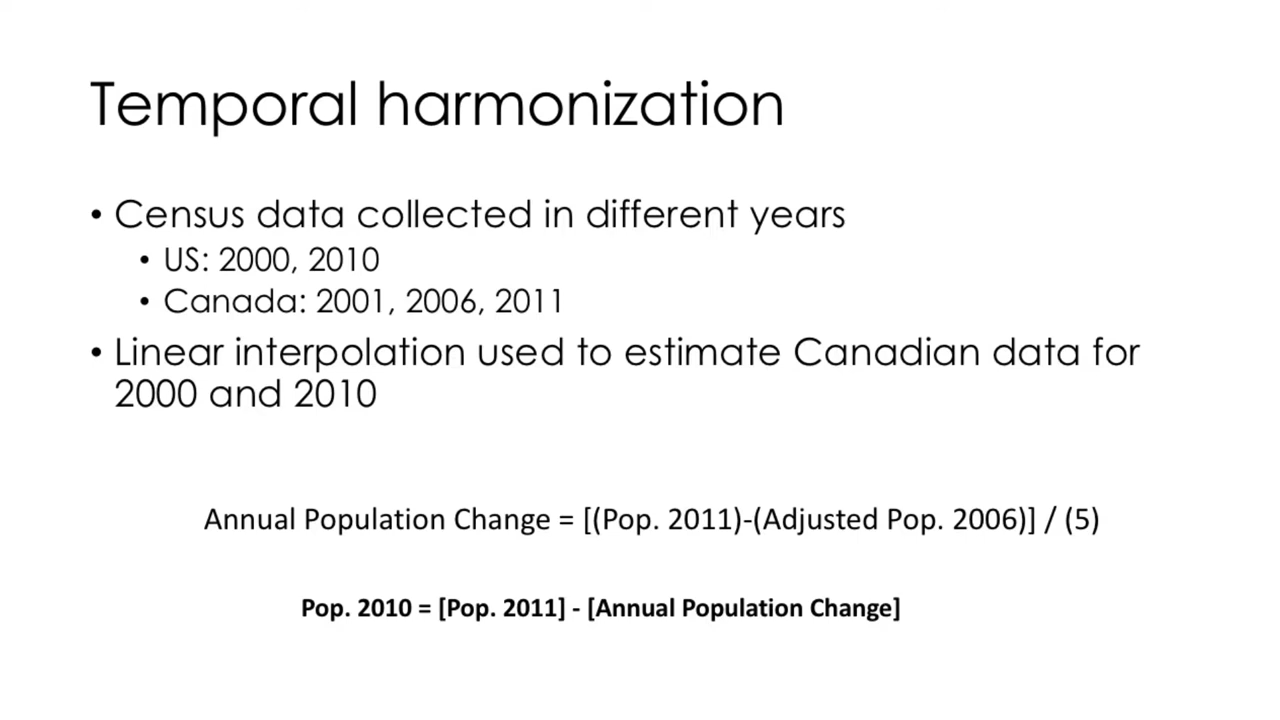 Temporal harmonization
• Census data collected in different years
• US: 2000, 2010
• Canada: 2001, 2006, 2011
• Linear interpolation used to estimate Canadian data for
2000 and 2010
Annual Population Change = [(Pop. 2011)-(Adjusted Pop. 2006)] / (5)
Pop. 2010 = [Pop. 2011] - [Annual Population Change]